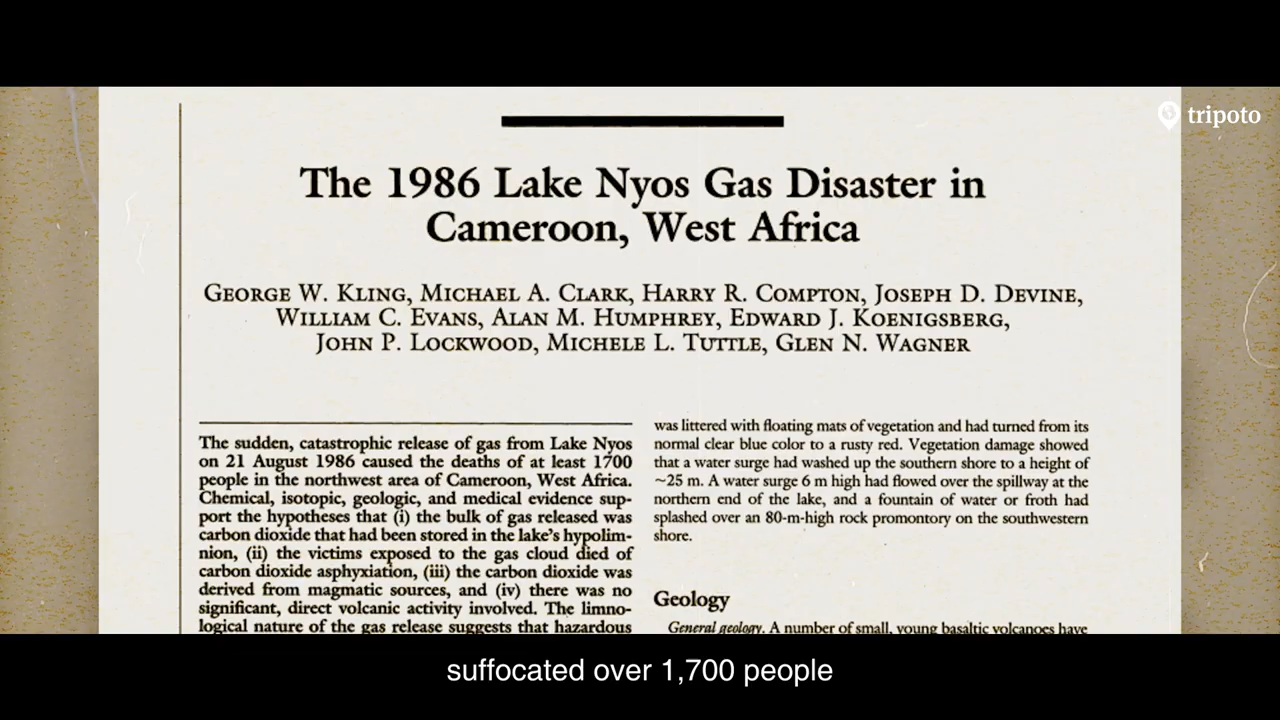 tripoto
The 1986 Lake Nyos Gas Disaster in
Cameroon, West Africa
GEORGE W. KLING, MICHAEL A. CLARK, HARRY R. COMPTON, JOSEPH D. DEVINE,
WILLIAM C. EVANS, ALAN M. HUMPHREY, EDWARD J. KOENIGSBERG,
JOHN P. LOCKWOOD, MICHELE L. TUTTLE, GLEN N. WAGNER
The sudden, catastrophic release of gas from Lake Nyos
on 21 August 1986 caused the deaths of at least 1700
people in the northwest area of Cameroon, West Africa.
Chemical, isotopic, geologic, and medical evidence sup-
port the hypotheses that (i) the bulk of gas released was
carbon dioxide that had been stored in the lake's hypolim-
nion, (ii) the victims exposed to the gas cloud died of
carbon dioxide asphyxiation, (iii) the carbon dioxide was
derived from magmatic sources, and (iv) there was no
significant, direct volcanic activity involved. The limno-
logical nature of the gas release suggests that hazardous
was littered with floating mats of vegetation and had turned from its
normal clear blue color to a rusty red. Vegetation damage showed
that a water surge had washed up the southern shore to a height of
~25 m. A water surge 6 m high had flowed over the spillway at the
northern end of the lake, and a fountain of water or froth had
splashed over an 80-m-high rock promontory on the southwestern
shore.
Geology
General geology. A number of small, young basaltic volcanoes have
suffocated over 1,700 people